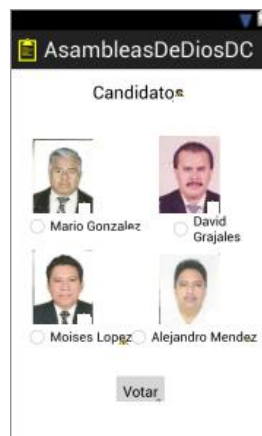 AsambleasDeDiosDC
Candidatos
Mario Gonzalez
David
Grajales
Moises Lopez
Alejandro Mendez
Votar